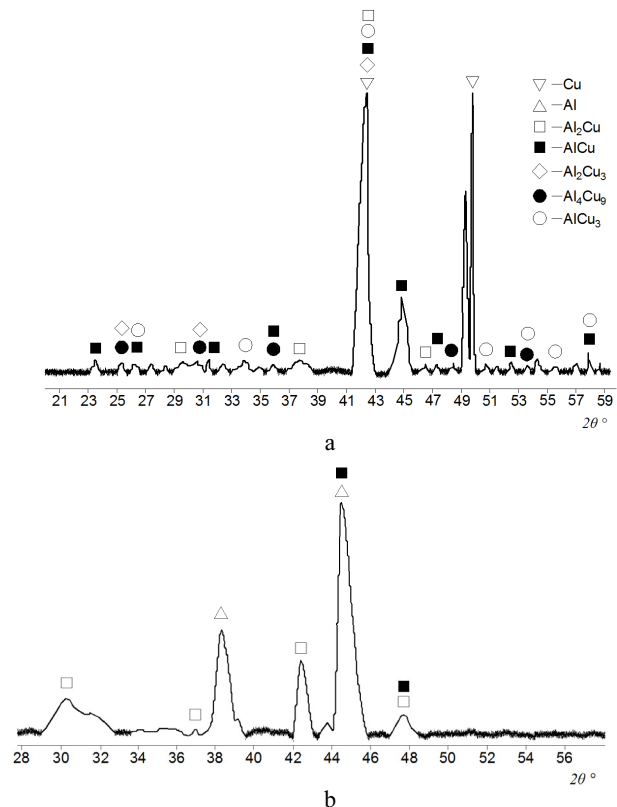 ▽ —Cu
△ —Al
□ —Al₂Cu
■ —AlCu
◇ —Al₂Cu₃
● —Al₄Cu₉
○ —AlCu₃
21 23 25 27 29 31 33 35 37 39 41 43 45 47 49 51 53 55 57 59
2θ °
a
28 30 32 34 36 38 40 42 44 46 48 50 52 54 56
2θ °
b